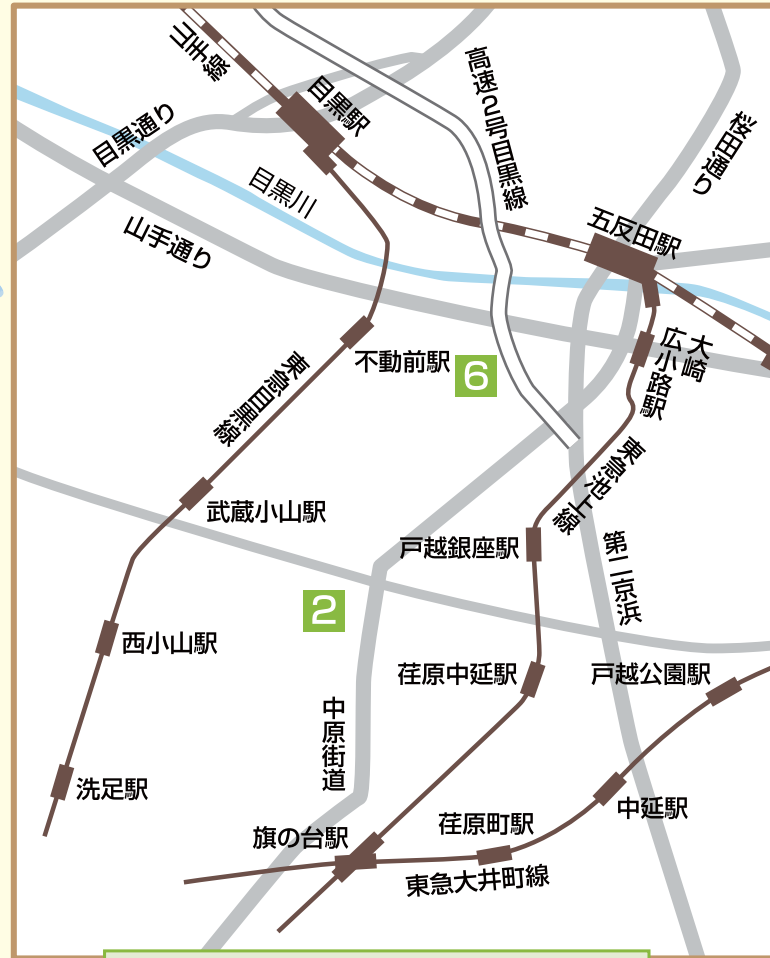 山手線
目黒駅
高速2号目黒線
桜田通り
目黒通り
目黒川
山手通り
五反田駅
不動前駅
6
大崎
広小路駅
東急目黒線
東急池上線
武蔵小山駅
戸越銀座駅
第二京浜
2
西小山駅
荏原中延駅
戸越公園駅
中原街道
洗足駅
中延駅
旗の台駅
荏原町駅
東急大井町線